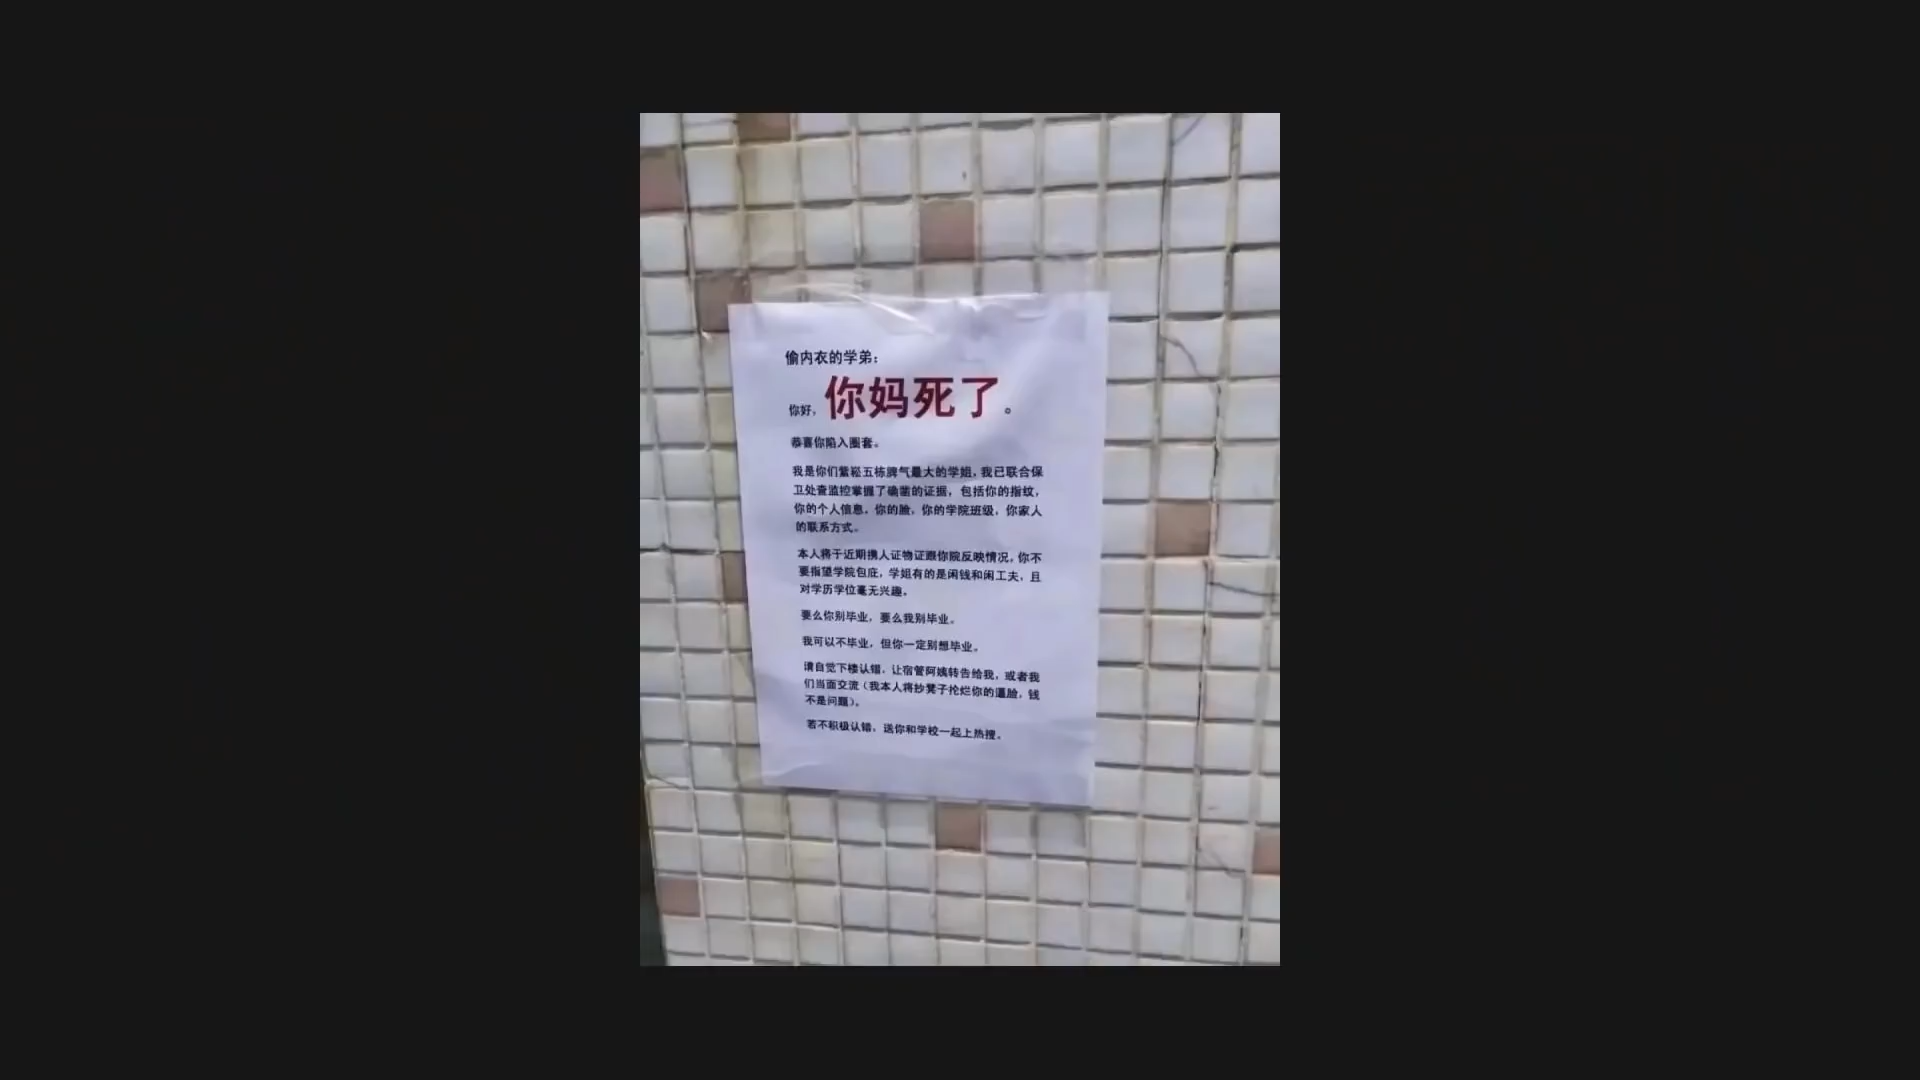 偷内衣的学弟：
你好，你妈死了。
恭喜你陷入圈套。
我是你们紫菘五栋脾气最大的学姐，我已联合保
卫处查监控掌握了确凿的证据，包括你的指纹，
你的个人信息，你的脸，你的学院班级，你家人
的联系方式。
本人将于近期携人证物证跟你院反映情况，你不
要指望学院包庇，学姐有的是闲钱和闲工夫，且
对学历学位毫无兴趣。
要么你别毕业，要么我别毕业。
我可以不毕业，但你一定别想毕业。
请自觉下楼认错，让宿管阿姨转告给我，或者我
们当面交流（我本人将抄凳子抡烂你的逼脸，钱
不是问题）。
若不积极认错，送你和学校一起上热搜。